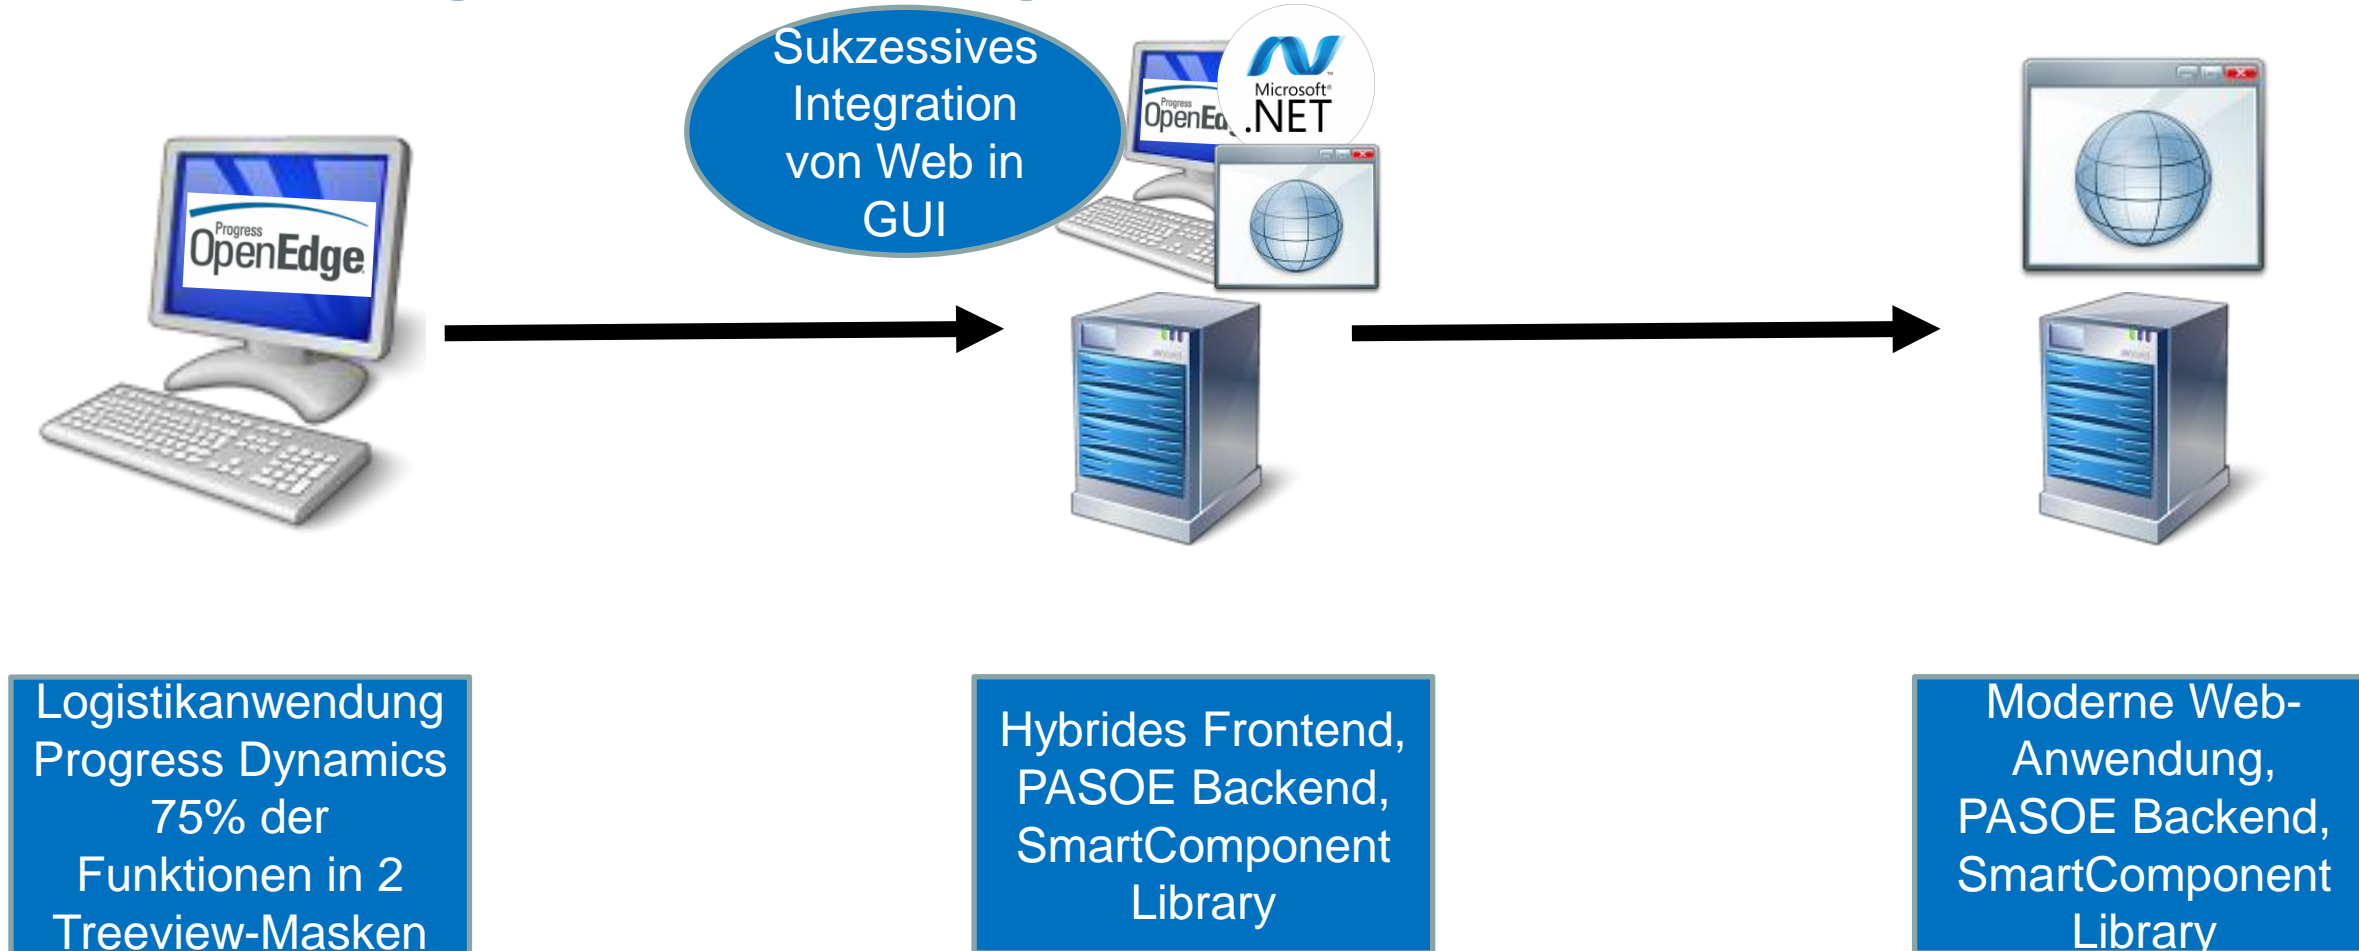 Sukzessives
Integration
von Web in
GUI
Progress
OpenEdge
Progress
OpenEd
Microsoft®
.NET
Logistikanwendung
Progress Dynamics
75% der
Funktionen in 2
Treeview-Masken
Hybrides Frontend,
PASOE Backend,
SmartComponent
Library
Moderne Web-
Anwendung,
PASOE Backend,
SmartComponent
Library